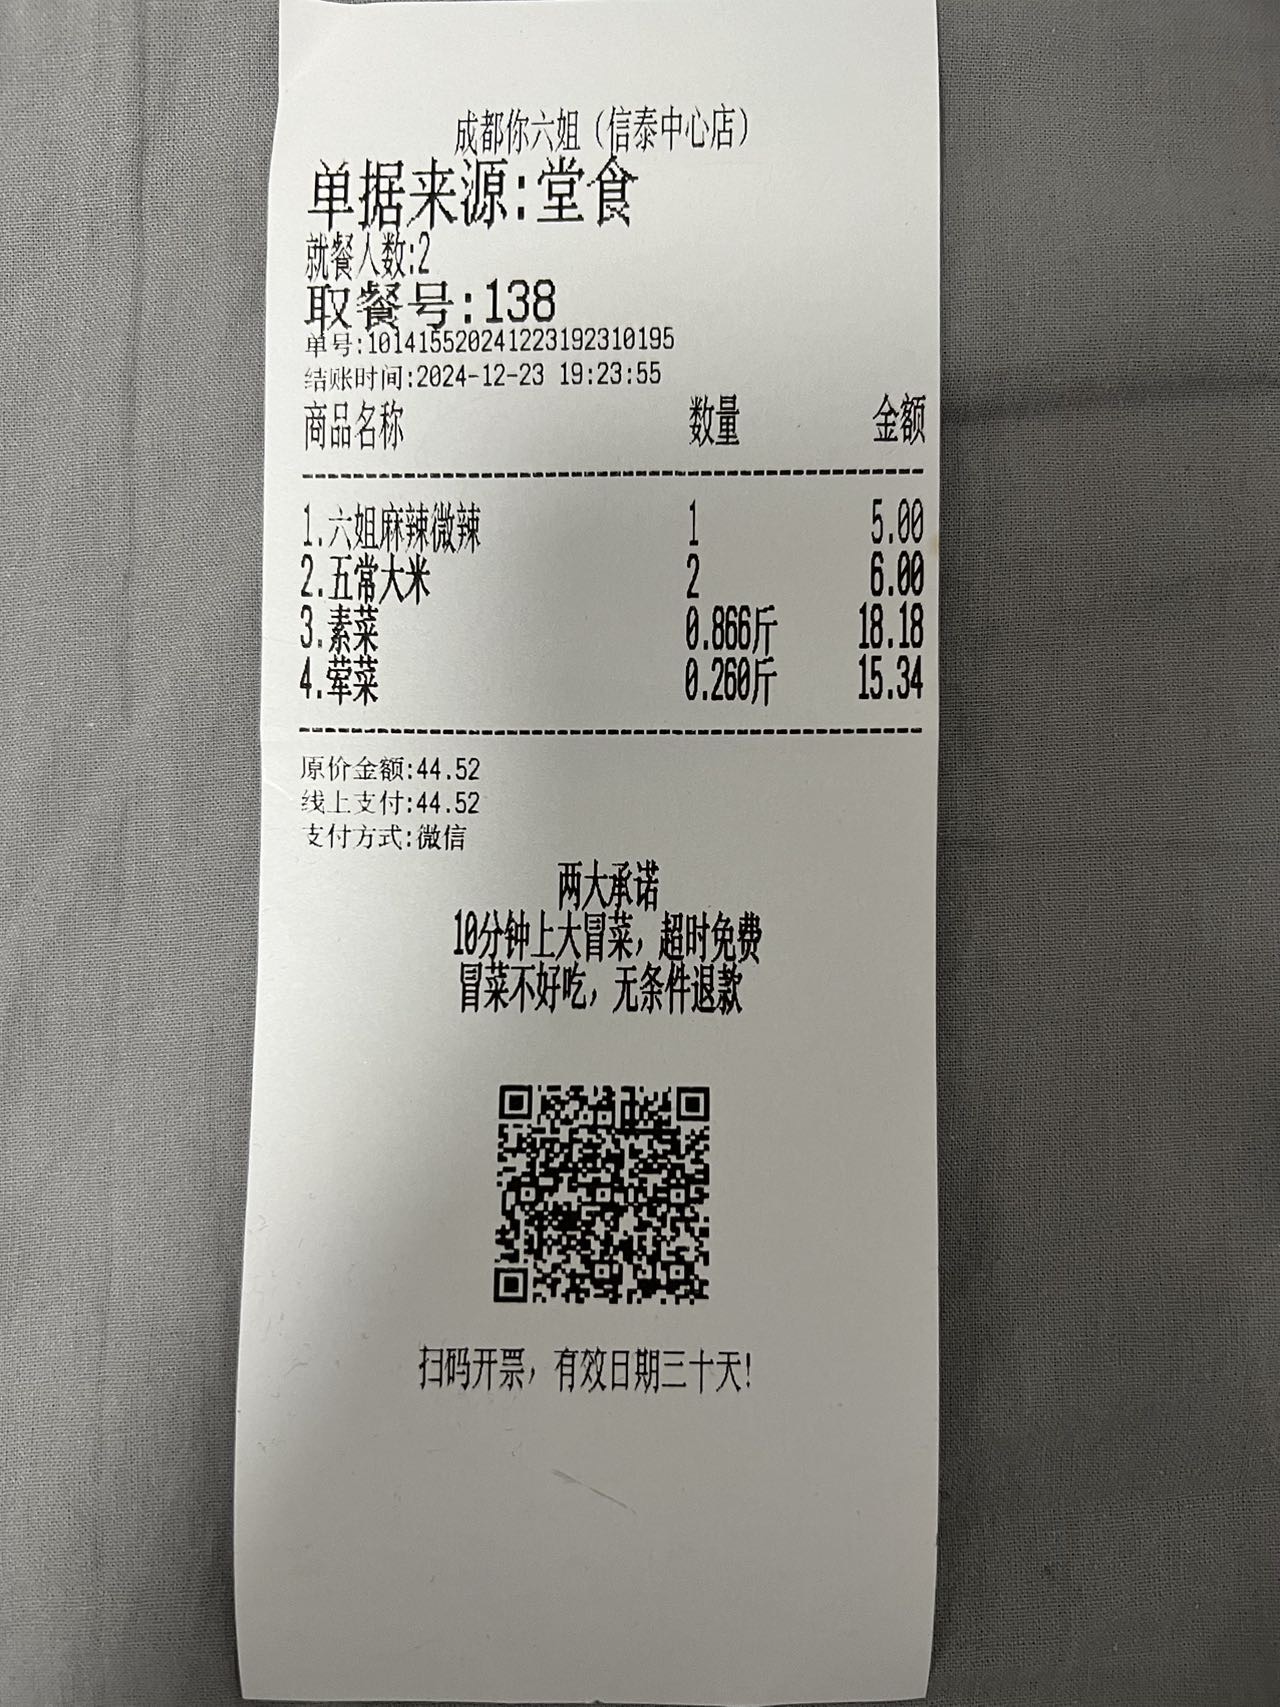 成都你六姐（信泰中心店）
单据来源:堂食
就餐人数:2
取餐号:138
单号:1014155202412223192310195
结账时间:2024-12-23 19:23:55
商品名称 数量 金额
1.六姐麻辣微辣 1 5.00
2.五常大米 2 6.00
3.素菜 0.866斤 18.18
4.荤菜 0.260斤 15.34
原价金额:44.52
线上支付:44.52
支付方式:微信
两大承诺
10分钟上大冒菜，超时免费
冒菜不好吃，无条件退款
扫码开票，有效日期三十天!